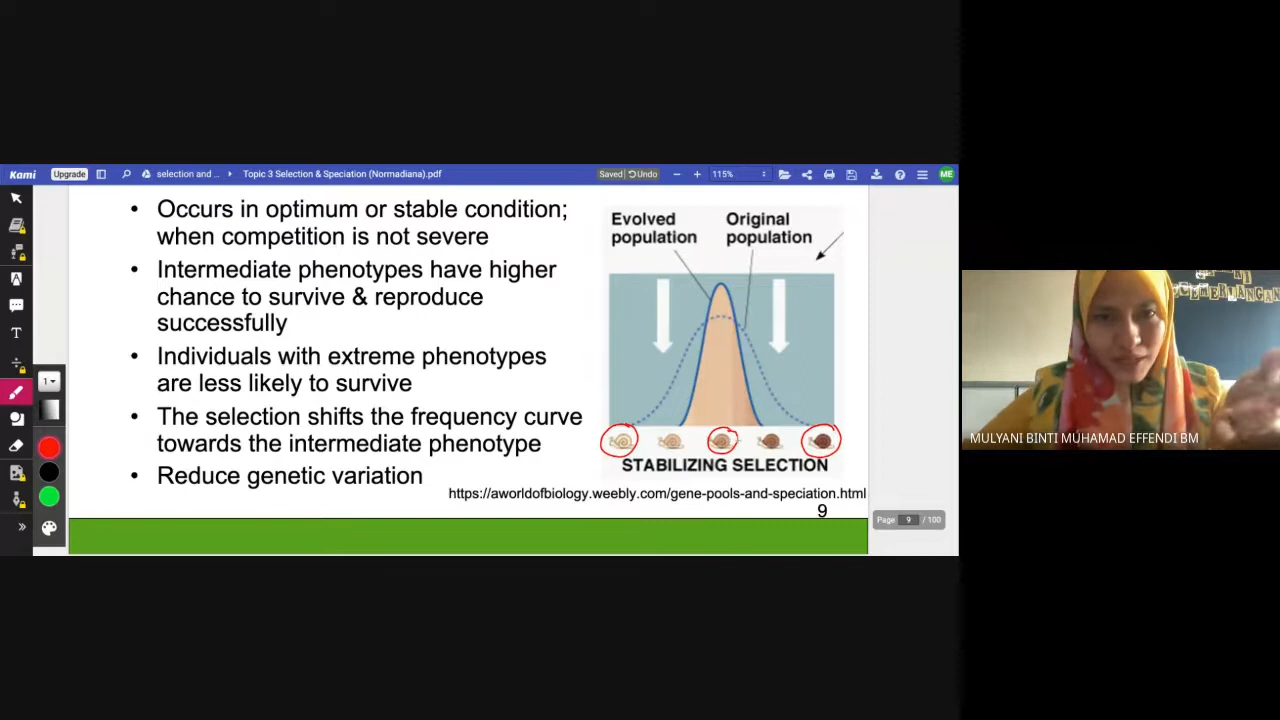 Kami
Upgrade
selection and ...
Topic 3 Selection & Speciation (Normadiana).pdf
Saved
Undo
115%
ME
• Occurs in optimum or stable condition;
when competition is not severe
• Intermediate phenotypes have higher
chance to survive & reproduce
successfully
• Individuals with extreme phenotypes
are less likely to survive
• The selection shifts the frequency curve
towards the intermediate phenotype
• Reduce genetic variation
Evolved
population
Original
population
STABILIZING SELECTION
https://aworldofbiology.weebly.com/gene-pools-and-speciation.html
9
Page 9 / 100
1
MULYANI BINTI MUHAMAD EFFENDI BM